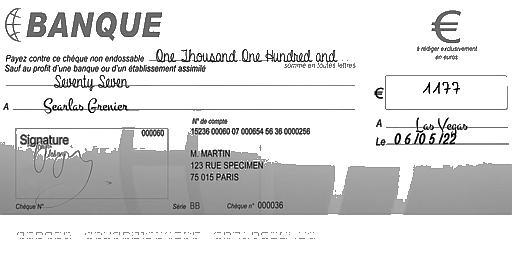 BANQUE
€
à rédiger exclusivement
en euros
Payez contre ce chèque non endossable One Thousand One Hundred and
Sauf au profit d'une banque ou d'un établissement assimilé
somme en toutes lettres
Seventy Seven
€ 1177
A Searlas Grenier
A Las Vegas
Le 06/05/22
N° de compte
15236 00060 07 000654 56 36 0000256
Signature
000060
M. MARTIN
123 RUE SPECIMEN
75 015 PARIS
Chèque N°
Série BB
Chèque n° 000036